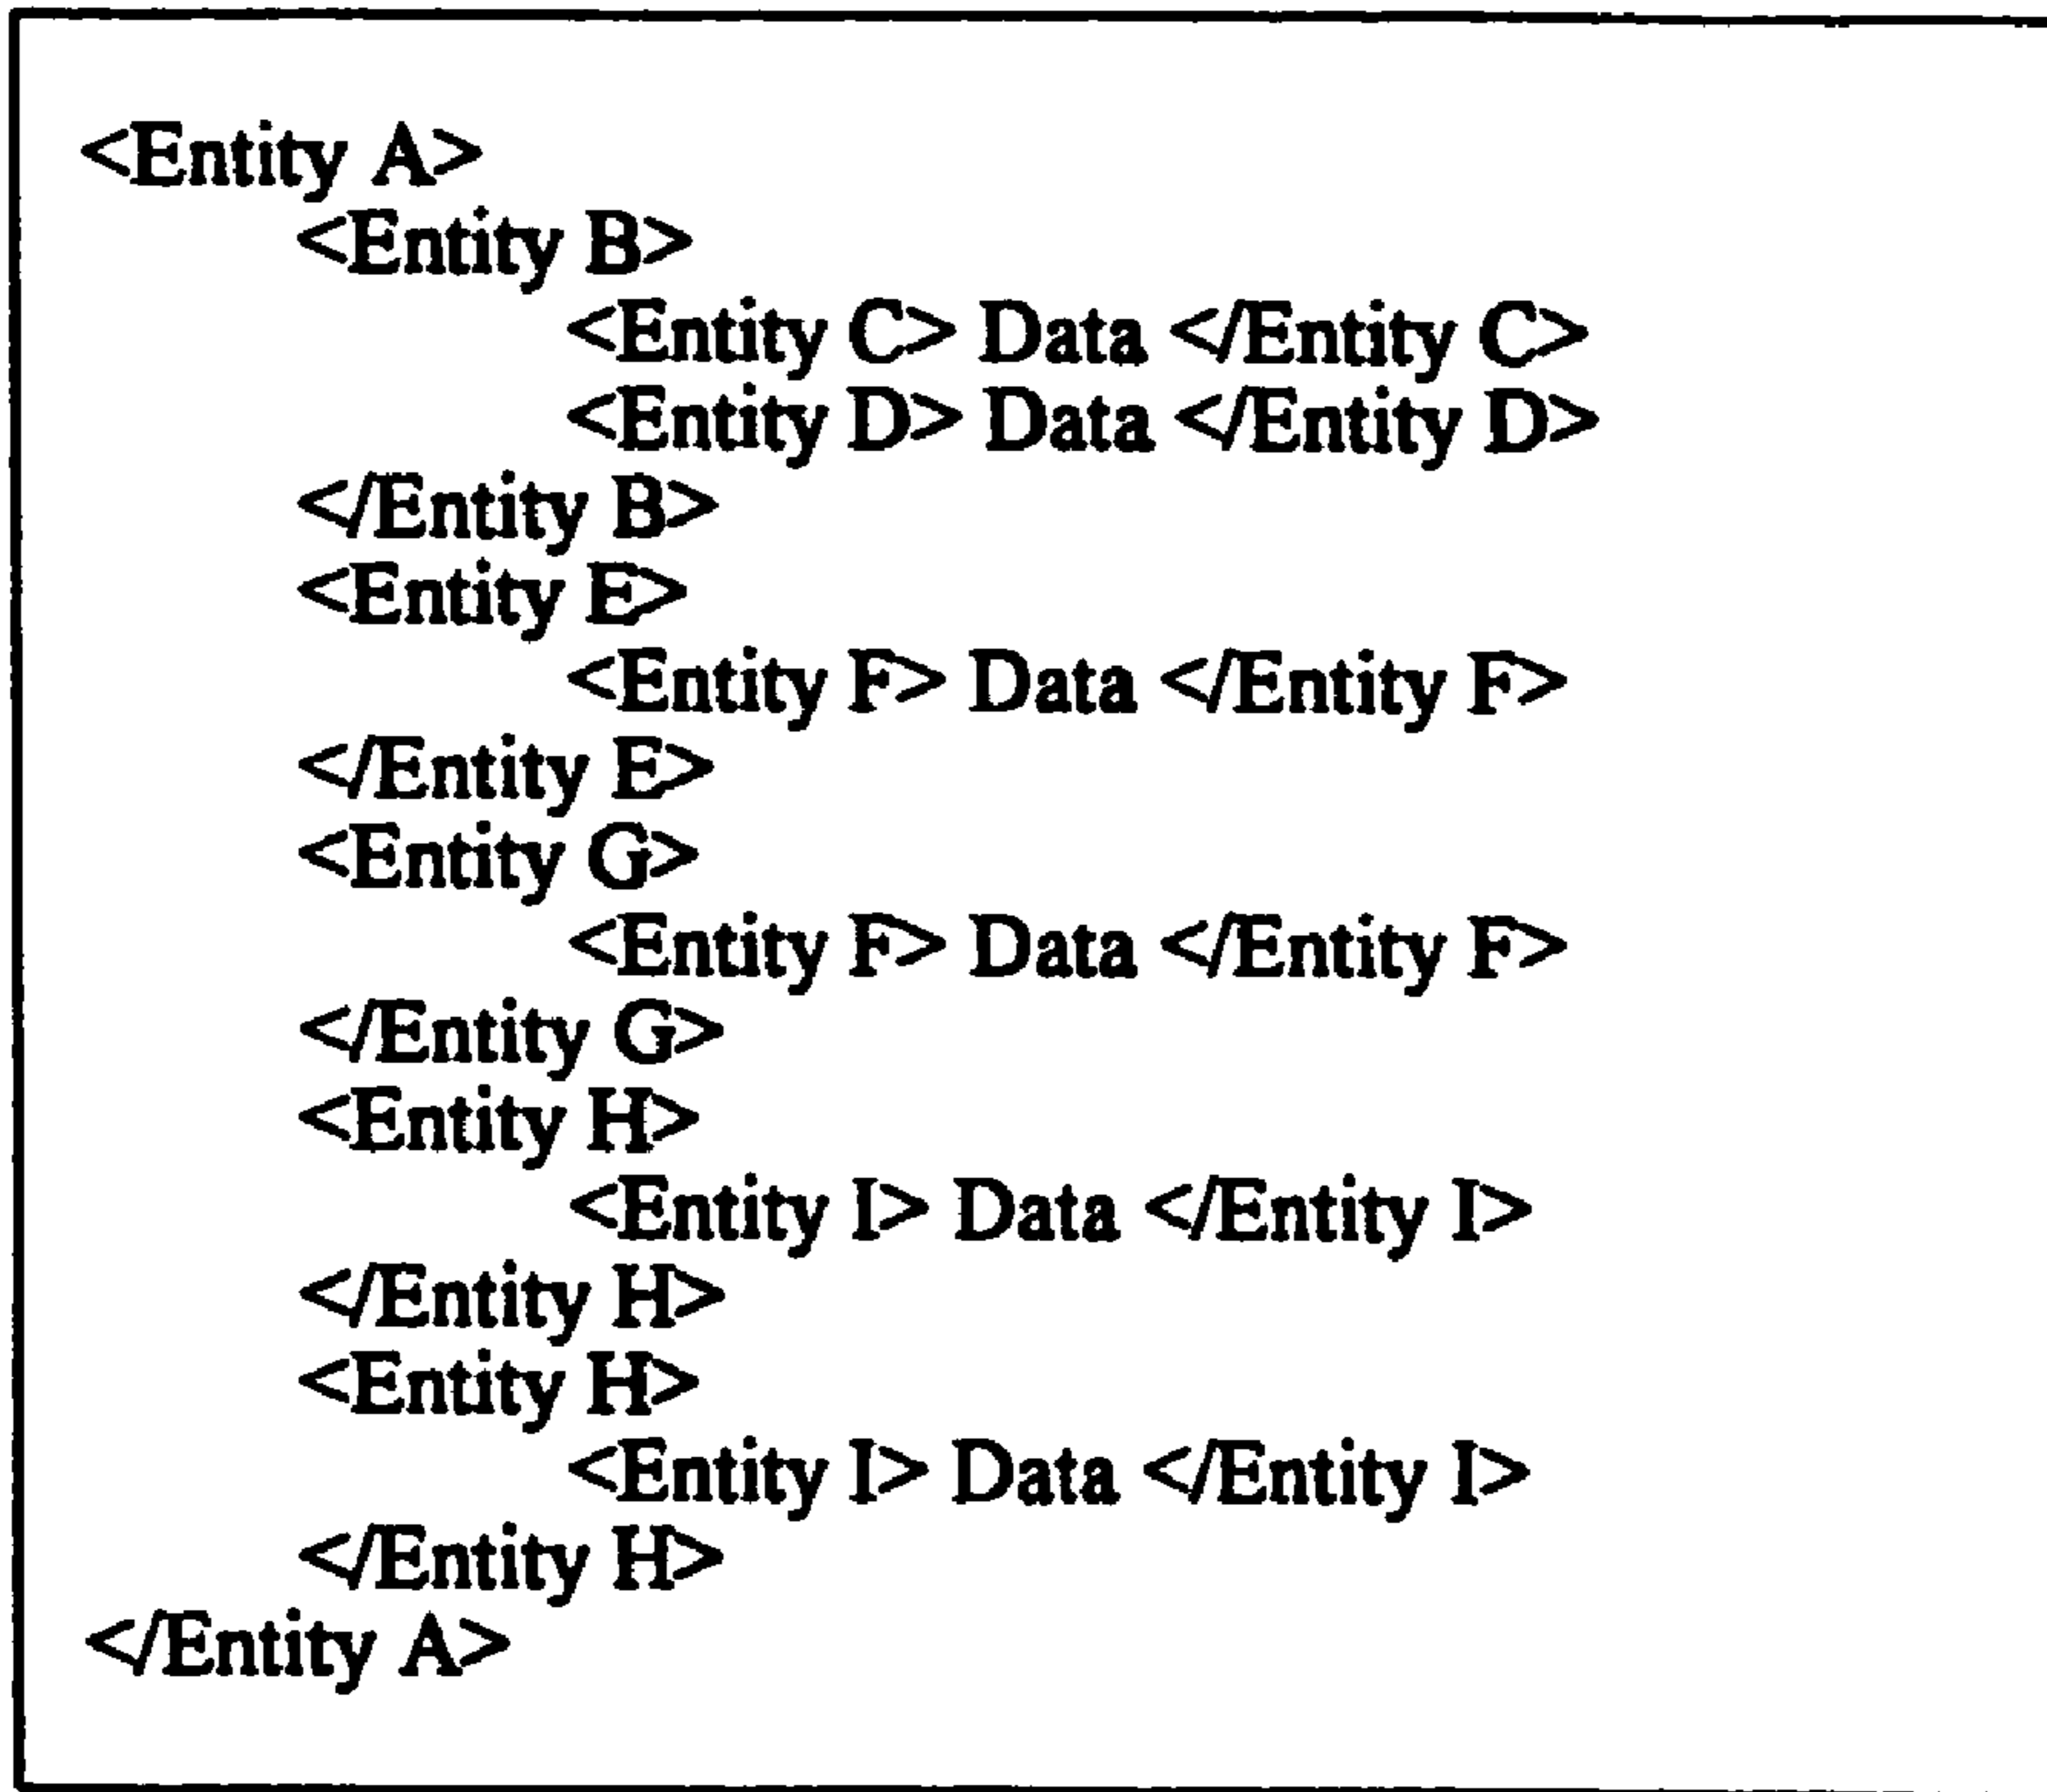 <Entity A>
<Entity B>
<Entity C> Data </Entity C>
<Entity D> Data </Entity D>
</Entity B>
<Entity E>
<Entity F> Data </Entity F>
</Entity E>
<Entity G>
<Entity F> Data </Entity F>
</Entity G>
<Entity H>
<Entity I> Data </Entity I>
</Entity H>
<Entity H>
<Entity I> Data </Entity I>
</Entity H>
</Entity A>